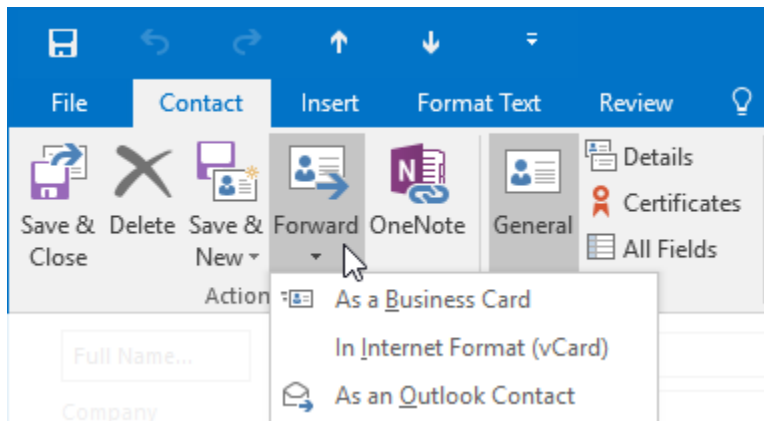 File Contact Insert Format Text Review
Save & Close Delete Save & New Forward OneNote General Details
Certificates
All Fields
Action
As a Business Card
In Internet Format (vCard)
As an Outlook Contact
Full Name...
Company